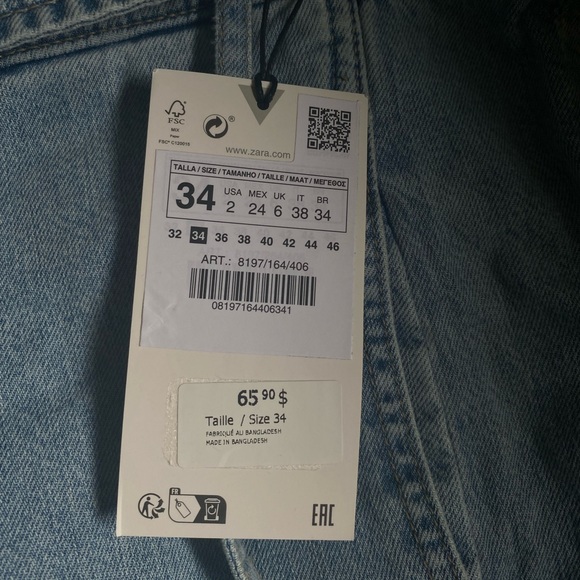 FSC
MIX
Paper
FSC® C122015
®
www.zara.com
TALLA / SIZE / TAMANHO / TAILLE / MAAT / ΜΕΓΕΘΟΣ
34 USA 2 MEX 24 UK 6 IT 38 BR 34
32 34 36 38 40 42 44 46
ART.: 8197/164/406
08197164406341
65 90 $
Taille / Size 34
FABRIQUÉ AU BANGLADESH
MADE IN BANGLADESH
FR
EAC